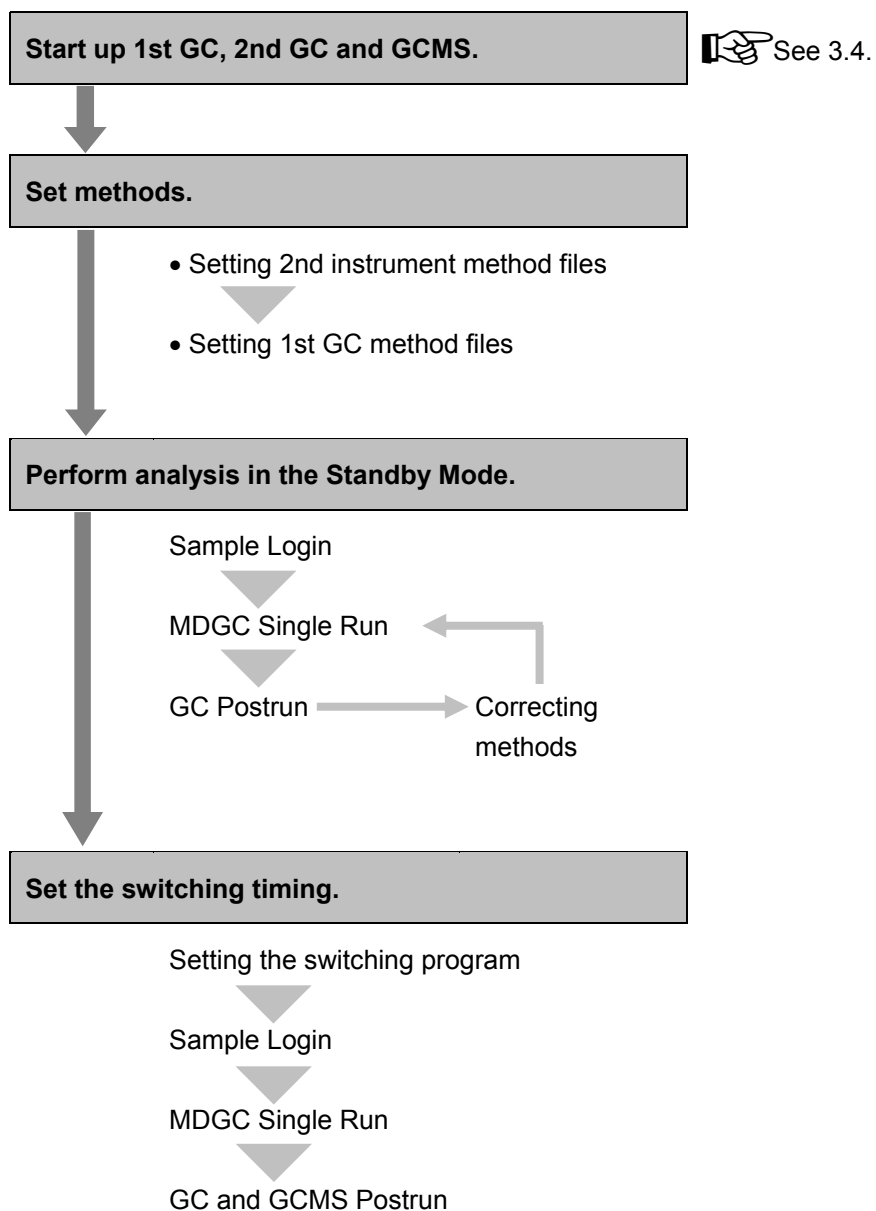 Start up 1st GC, 2nd GC and GCMS.
See 3.4.
Set methods.
• Setting 2nd instrument method files
• Setting 1st GC method files
Perform analysis in the Standby Mode.
Sample Login
MDGC Single Run
GC Postrun
Correcting
methods
Set the switching timing.
Setting the switching program
Sample Login
MDGC Single Run
GC and GCMS Postrun